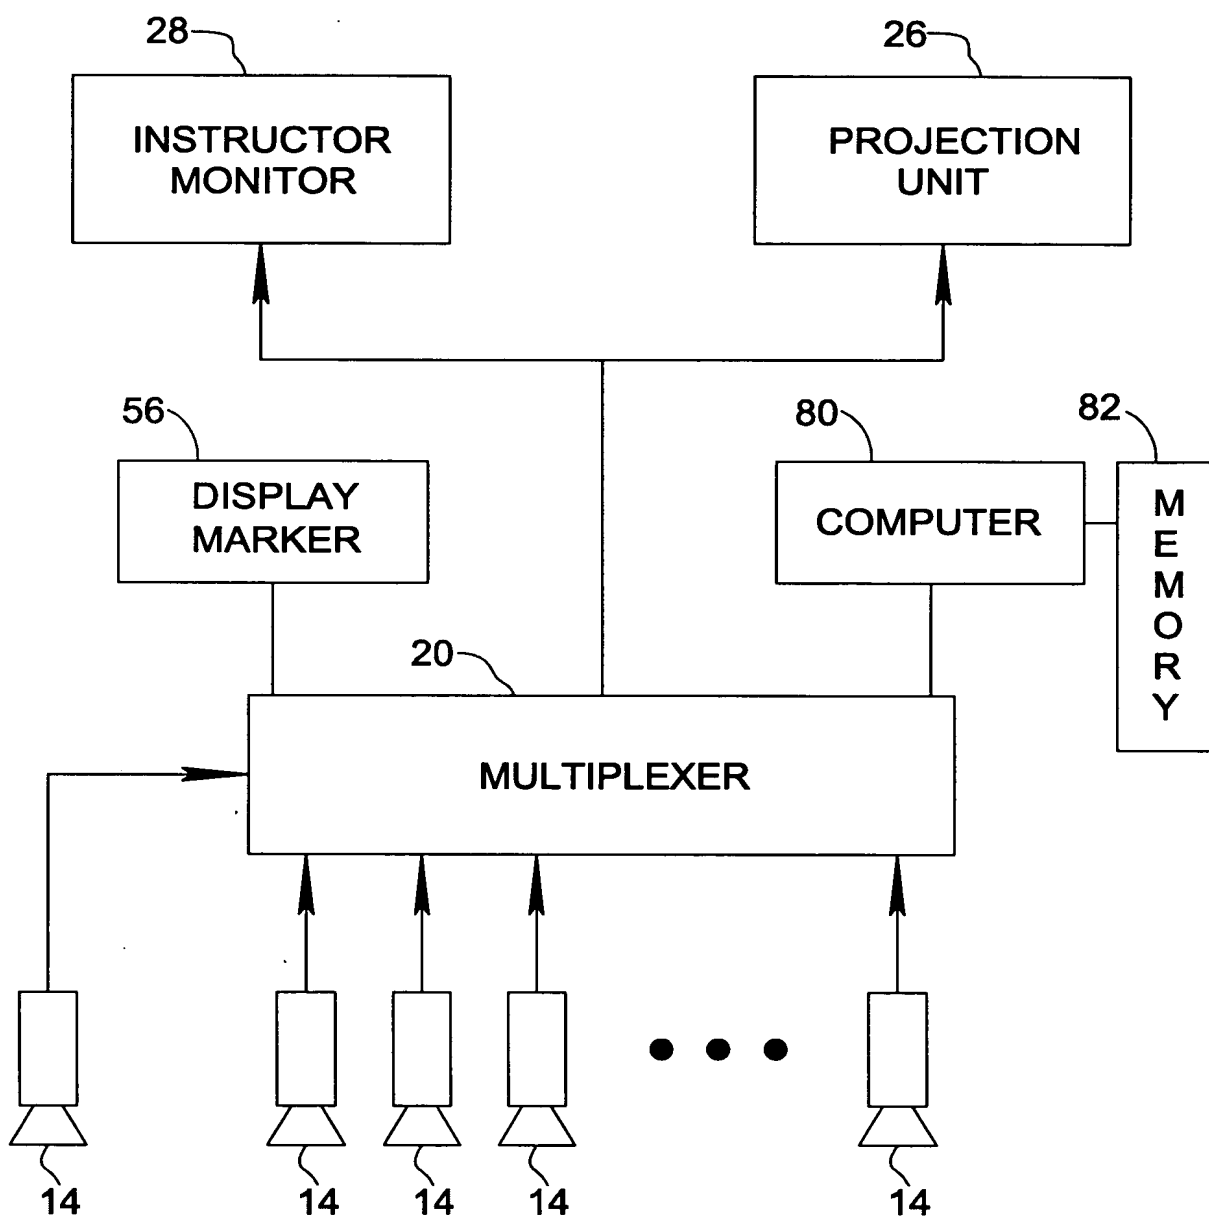 28
26
INSTRUCTOR
MONITOR
PROJECTION
UNIT
56
80
82
DISPLAY
MARKER
COMPUTER
MEMORY
20
MULTIPLEXER
14
14
14
14
14